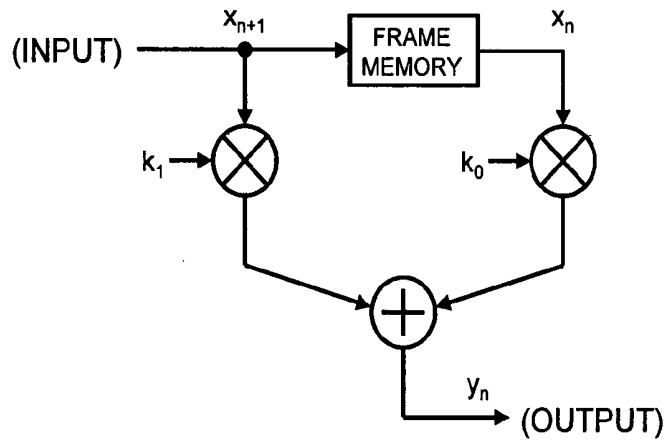 x_{n+1}
x_n
(INPUT)
FRAME
MEMORY
k_1
k_0
y_n
(OUTPUT)